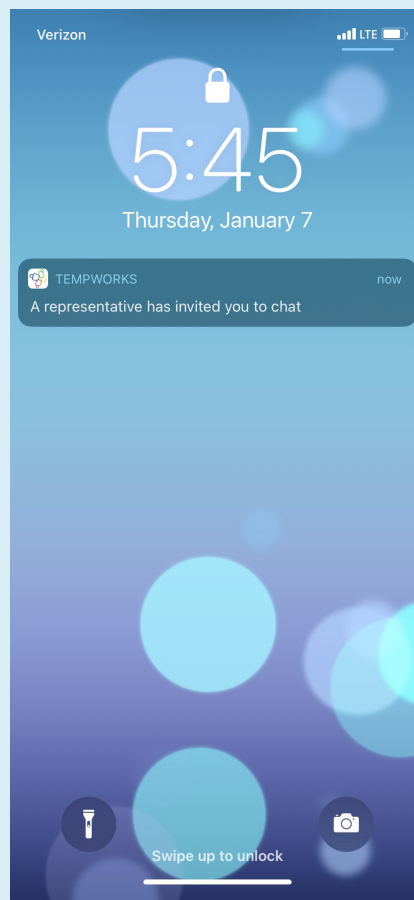 Verizon
LTE
5:45
Thursday, January 7
TEMPWORKS
now
A representative has invited you to chat
Swipe up to unlock